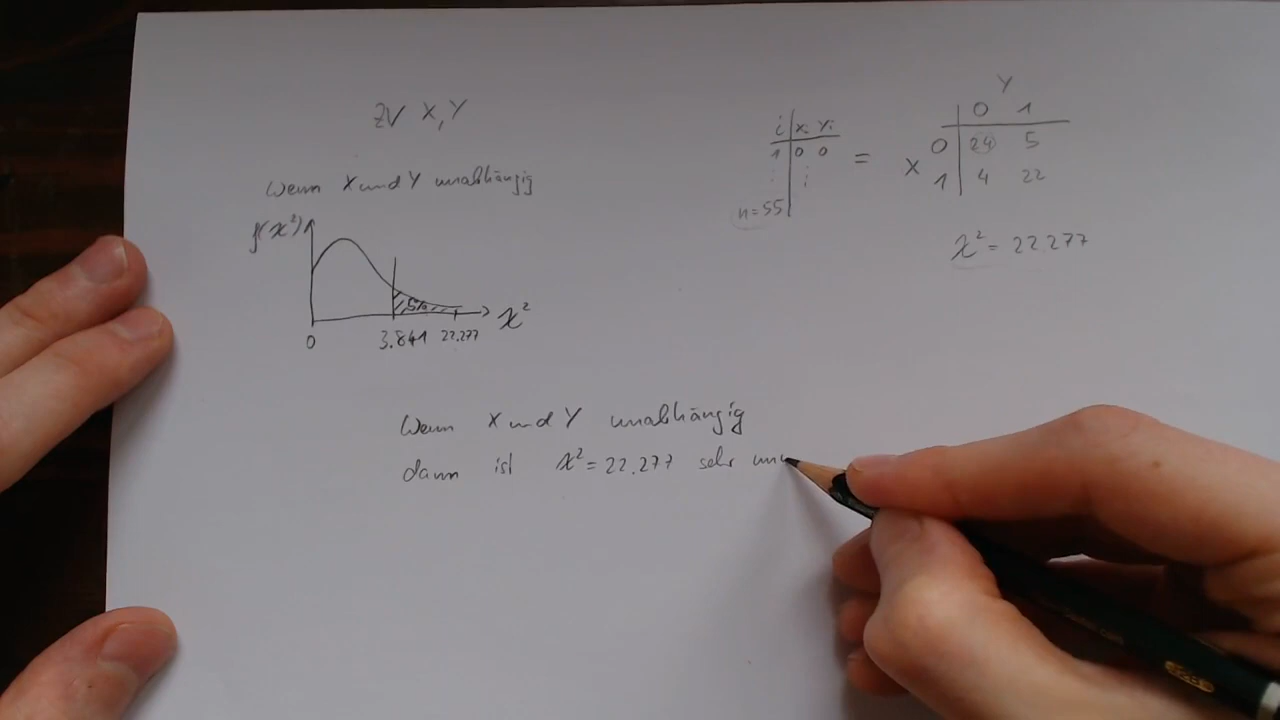 ZV X, Y
Wenn X und Y unabhängig
f(χ²)
5%
χ²
0 3.841 22.277
i xi yi
1 0 0
⋮ ⋮
n=55
=
Y
0 1
X 0 24 5
1 4 22
χ² = 22.277
Wenn X und Y unabhängig
dann ist χ² = 22.277 sehr